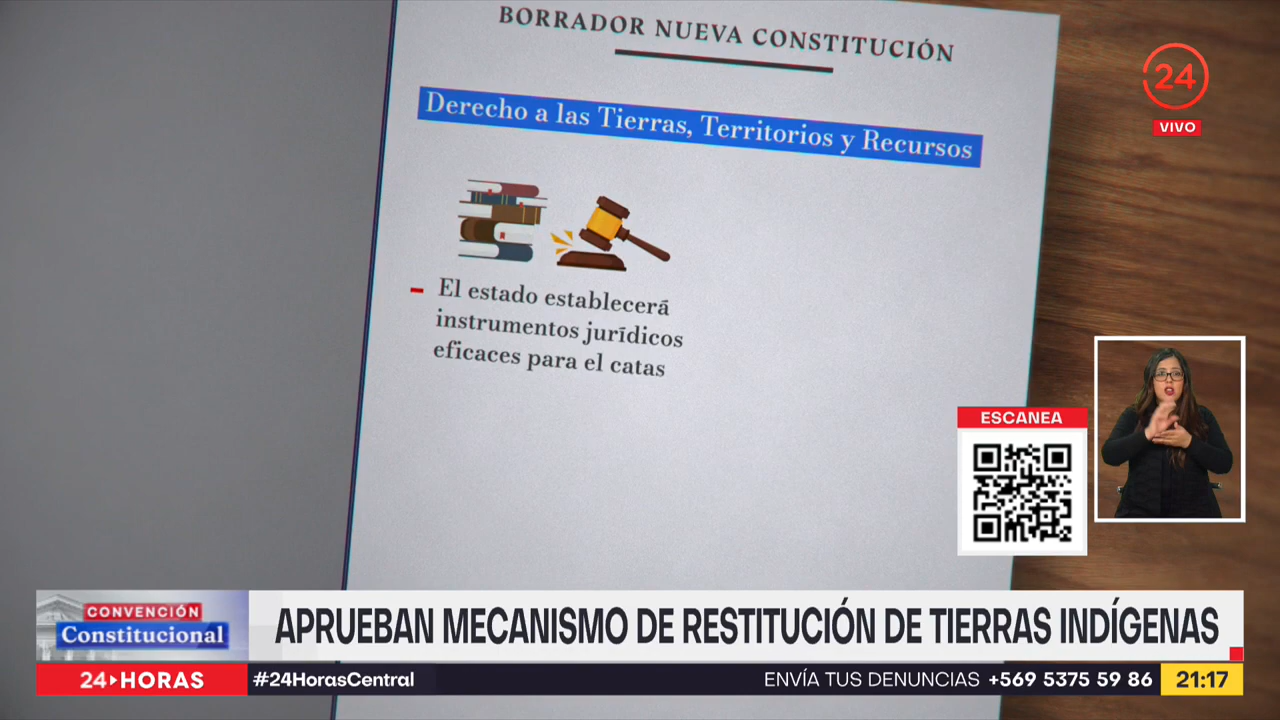 BORRADOR NUEVA CONSTITUCIÓN
Derecho a las Tierras, Territorios y Recursos
El estado establecerá
instrumentos jurídicos
eficaces para el catas
24
VIVO
ESCANEA
CONVENCIÓN
Constitucional
APRUEBAN MECANISMO DE RESTITUCIÓN DE TIERRAS INDÍGENAS
24 HORAS
#24HorasCentral
ENVÍA TUS DENUNCIAS +569 5375 59 86
21:17